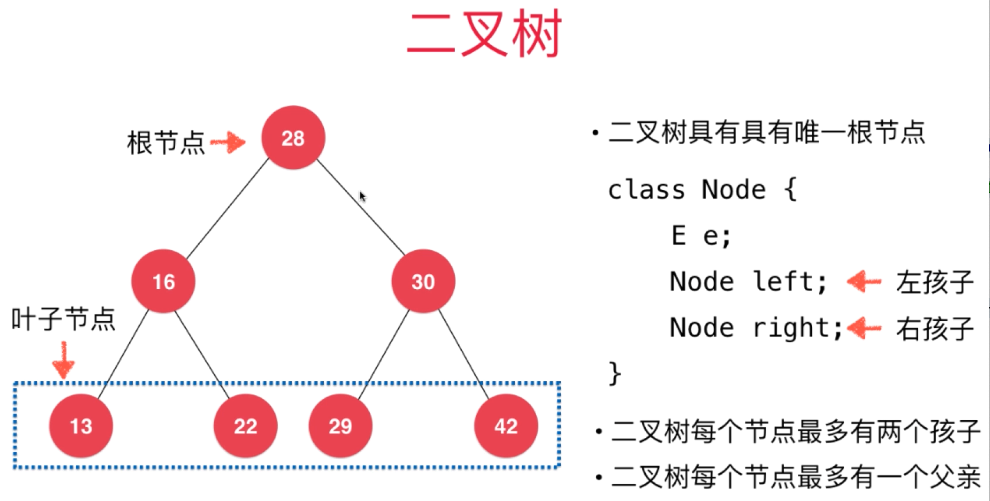 二叉树
根节点
28
16
30
叶子节点
13
22
29
42
• 二叉树具有具有唯一根节点
class Node {
E e;
Node left;
左孩子
Node right;
右孩子
}
• 二叉树每个节点最多有两个孩子
• 二叉树每个节点最多有一个父亲